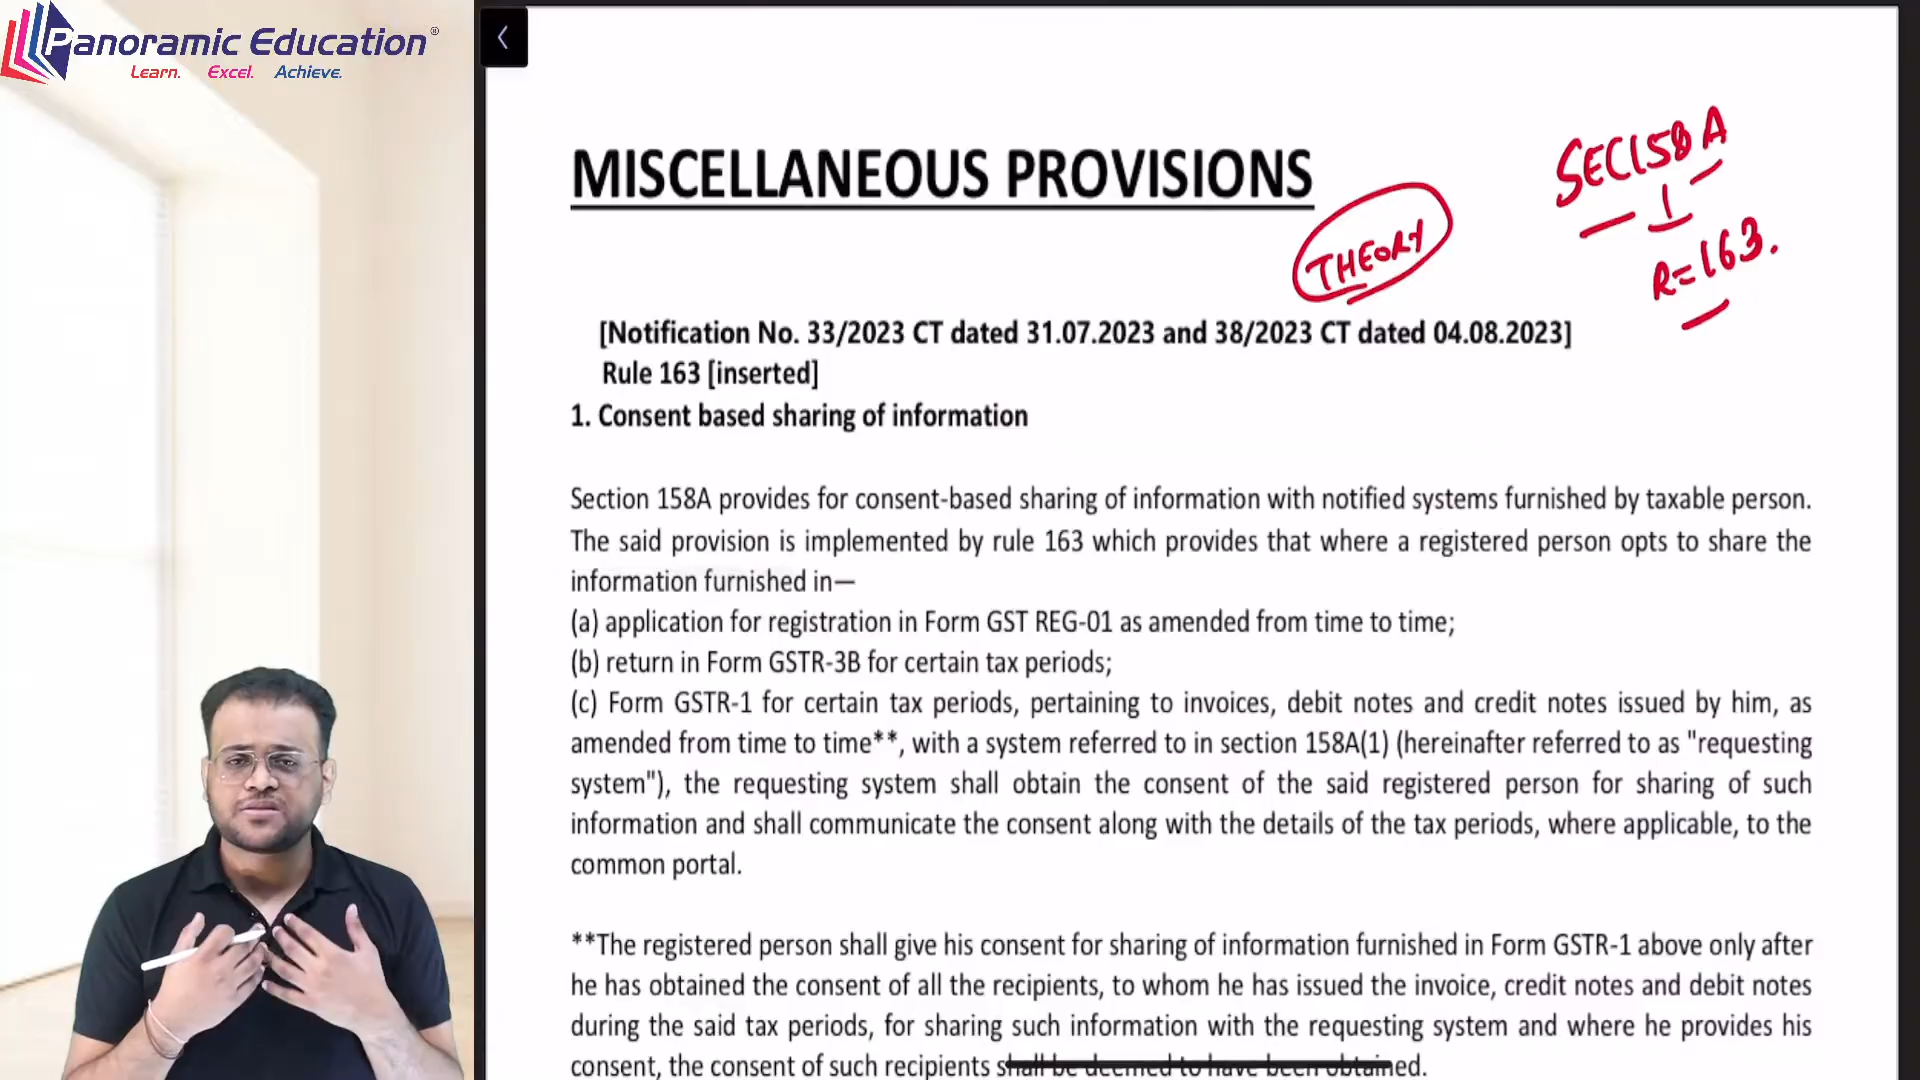 Panoramic Education®
Learn. Excel. Achieve.
MISCELLANEOUS PROVISIONS
SEC158A
THEORY
R=163.
[Notification No. 33/2023 CT dated 31.07.2023 and 38/2023 CT dated 04.08.2023]
Rule 163 [inserted]
1. Consent based sharing of information
Section 158A provides for consent-based sharing of information with notified systems furnished by taxable person.
The said provision is implemented by rule 163 which provides that where a registered person opts to share the
information furnished in—
(a) application for registration in Form GST REG-01 as amended from time to time;
(b) return in Form GSTR-3B for certain tax periods;
(c) Form GSTR-1 for certain tax periods, pertaining to invoices, debit notes and credit notes issued by him, as
amended from time to time**, with a system referred to in section 158A(1) (hereinafter referred to as "requesting
system"), the requesting system shall obtain the consent of the said registered person for sharing of such
information and shall communicate the consent along with the details of the tax periods, where applicable, to the
common portal.
**The registered person shall give his consent for sharing of information furnished in Form GSTR-1 above only after
he has obtained the consent of all the recipients, to whom he has issued the invoice, credit notes and debit notes
during the said tax periods, for sharing such information with the requesting system and where he provides his
consent, the consent of such recipients shall be deemed to have been obtained.